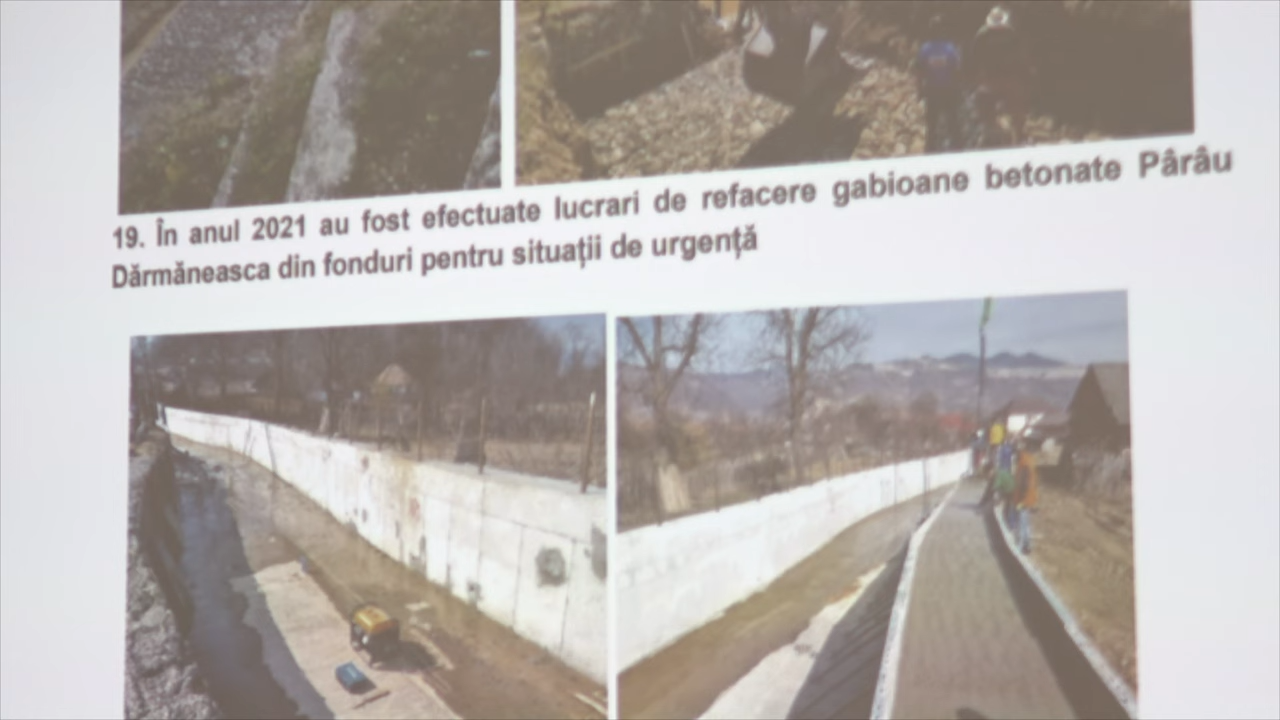 19. În anul 2021 au fost efectuate lucrari de refacere gabioane betonate Pârâu
Dărmăneasca din fonduri pentru situații de urgență